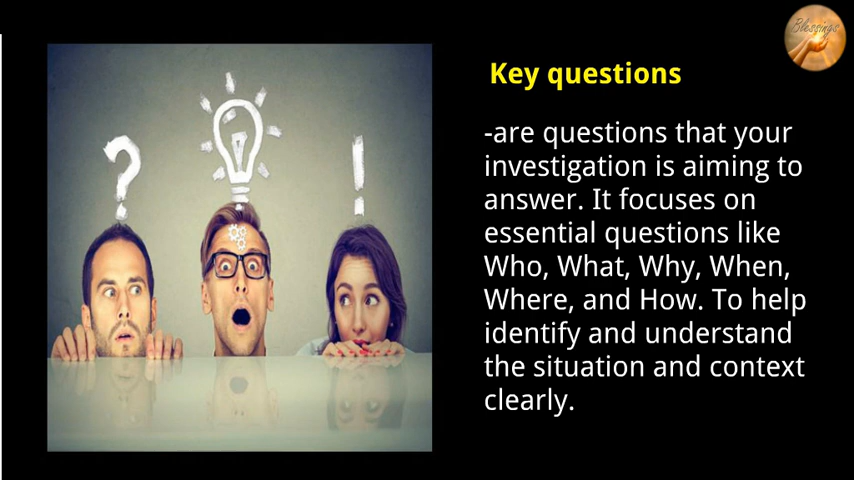 Blessings
Key questions
-are questions that your
investigation is aiming to
answer. It focuses on
essential questions like
Who, What, Why, When,
Where, and How. To help
identify and understand
the situation and context
clearly.
? !